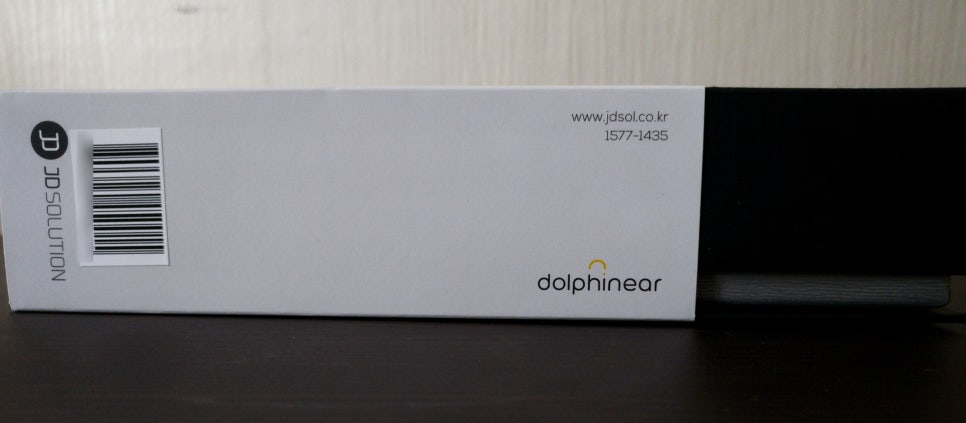 JD
JD SOLUTION
www.jdsol.co.kr
1577-1435
dolphinear